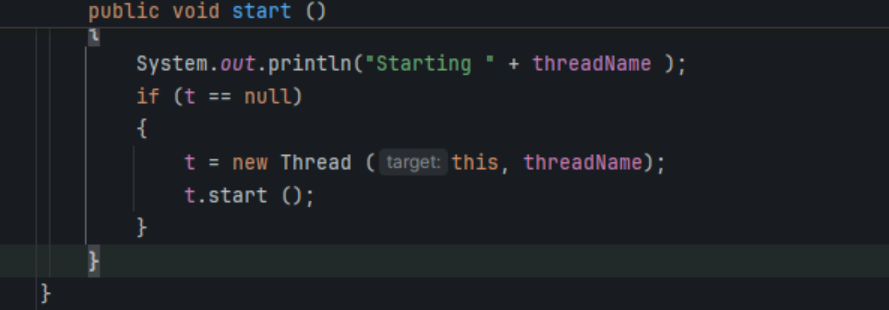 public void start ()
{
System.out.println("Starting " + threadName );
if (t == null)
{
t = new Thread ( target: this, threadName);
t.start ();
}
}
}